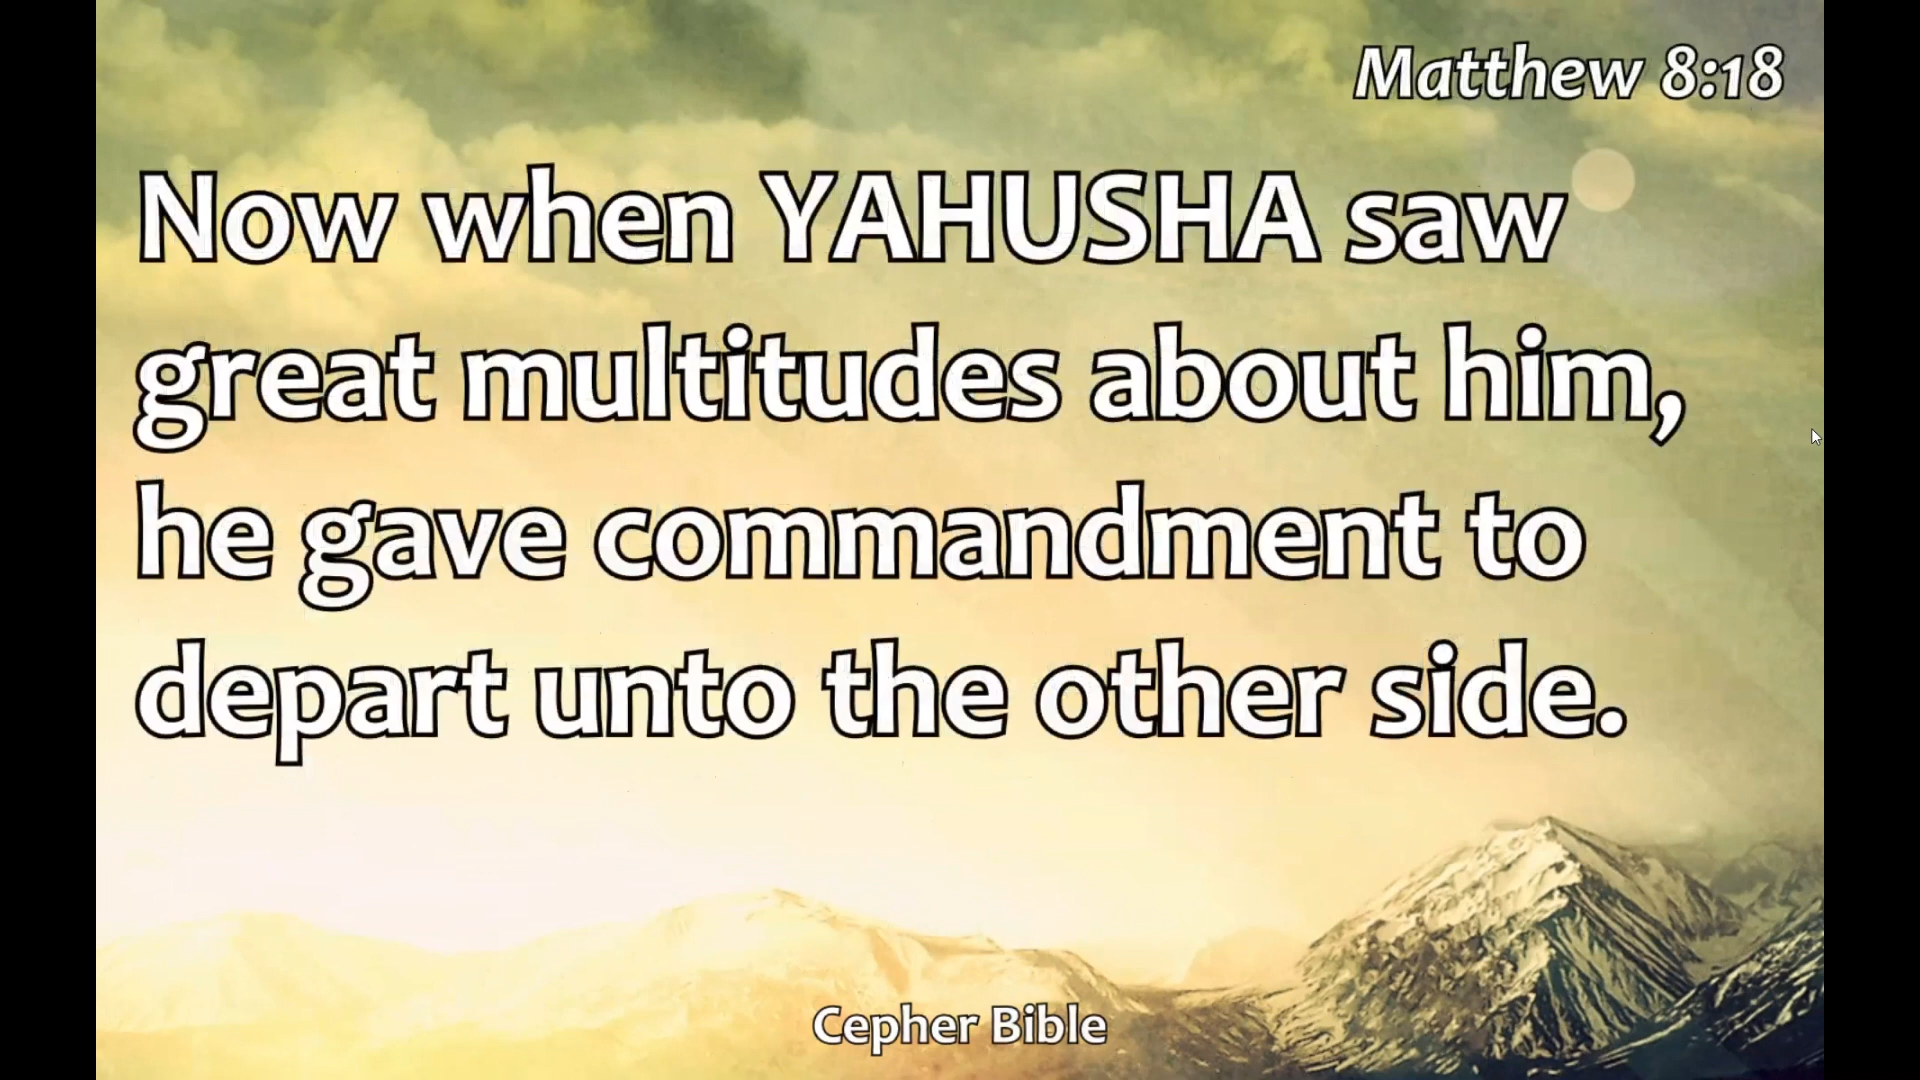 Matthew 8:18
Now when YAHUSHA saw
great multitudes about him,
he gave commandment to
depart unto the other side.
Cepher Bible